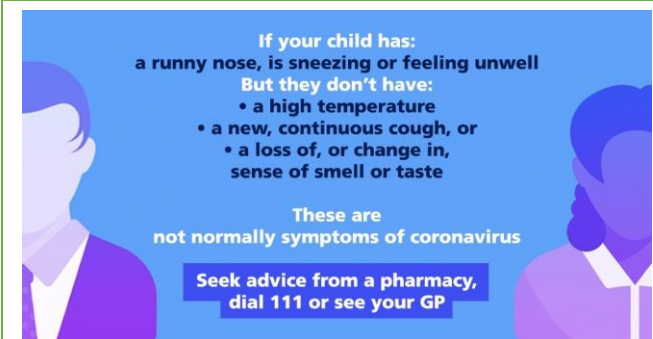 If your child has:
a runny nose, is sneezing or feeling unwell
But they don’t have:
• a high temperature
• a new, continuous cough, or
• a loss of, or change in,
sense of smell or taste
These are
not normally symptoms of coronavirus
Seek advice from a pharmacy,
dial 111 or see your GP